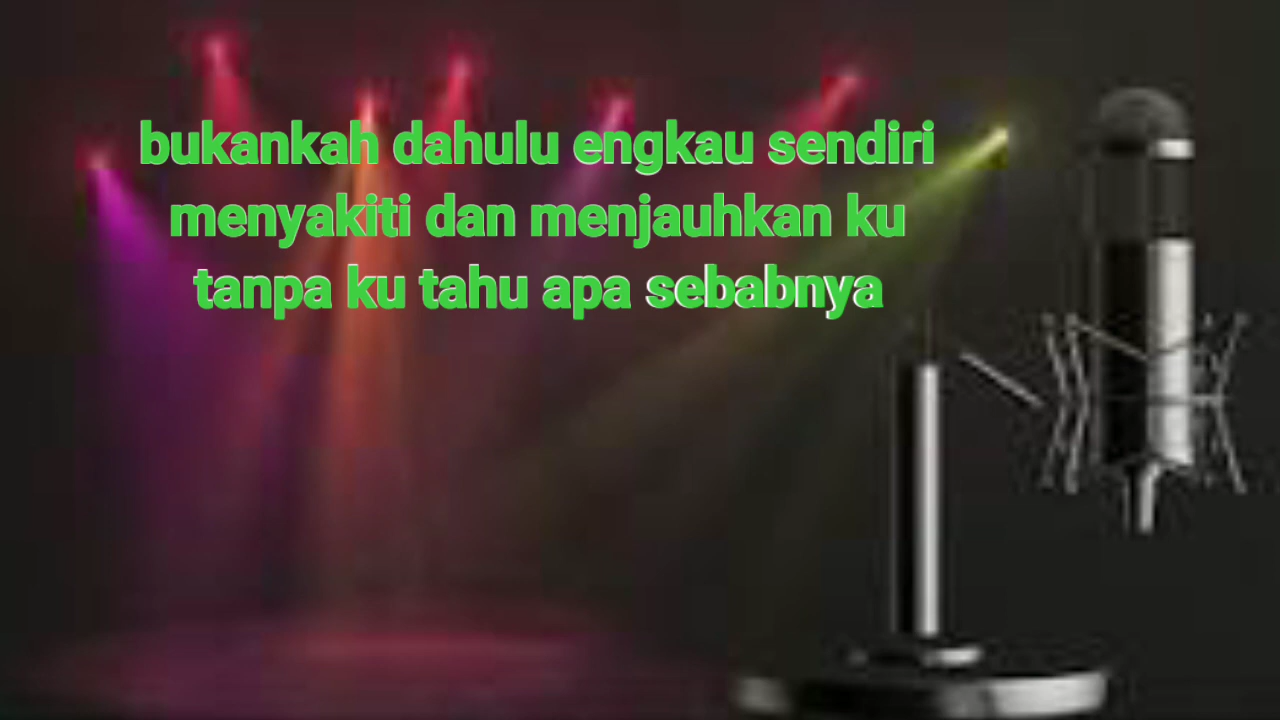 bukankah dahulu engkau sendiri
menyakiti dan menjauhkan ku
tanpa ku tahu apa sebabnya